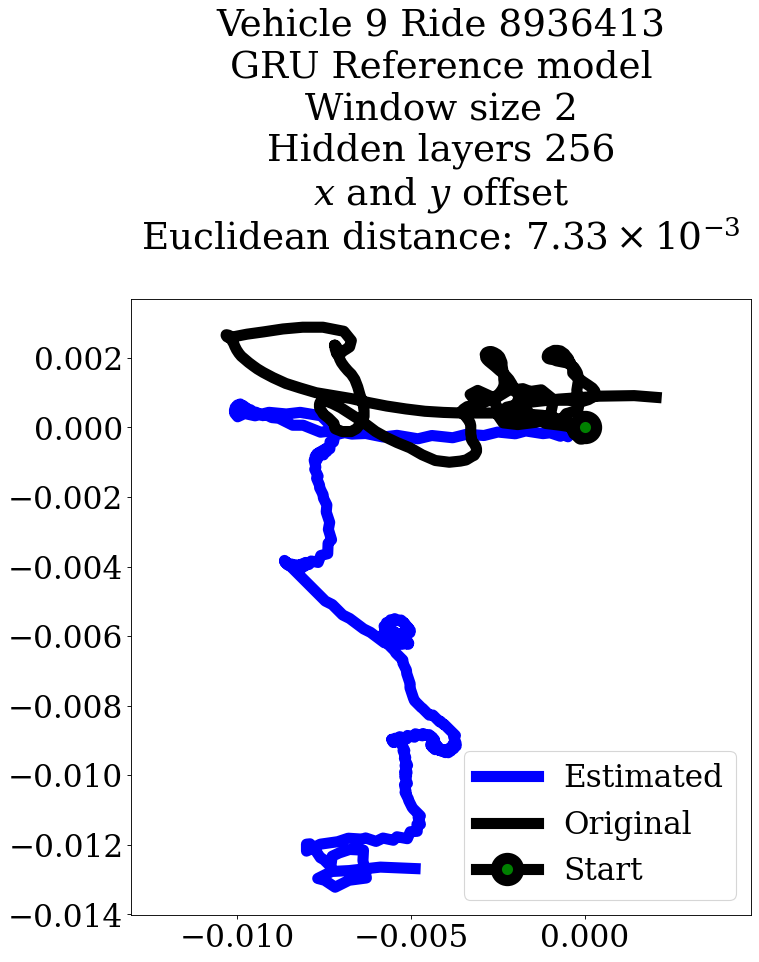 Vehicle 9 Ride 8936413
GRU Reference model
Window size 2
Hidden layers 256
x and y offset
Euclidean distance: 7.33 × 10⁻³
0.002
0.000
−0.002
−0.004
−0.006
−0.008
−0.010
−0.012
−0.014
Estimated
Original
Start
−0.010 −0.005 0.000